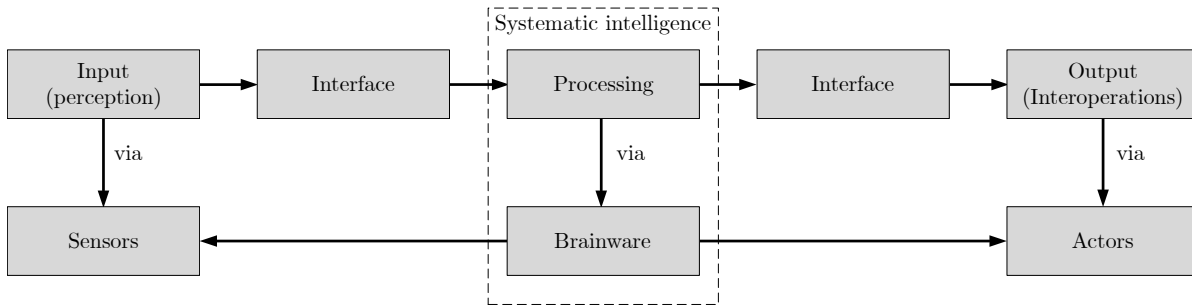 Systematic intelligence
Input
(perception)
Interface
Processing
Interface
Output
(Interoperations)
via
via
via
Sensors
Brainware
Actors